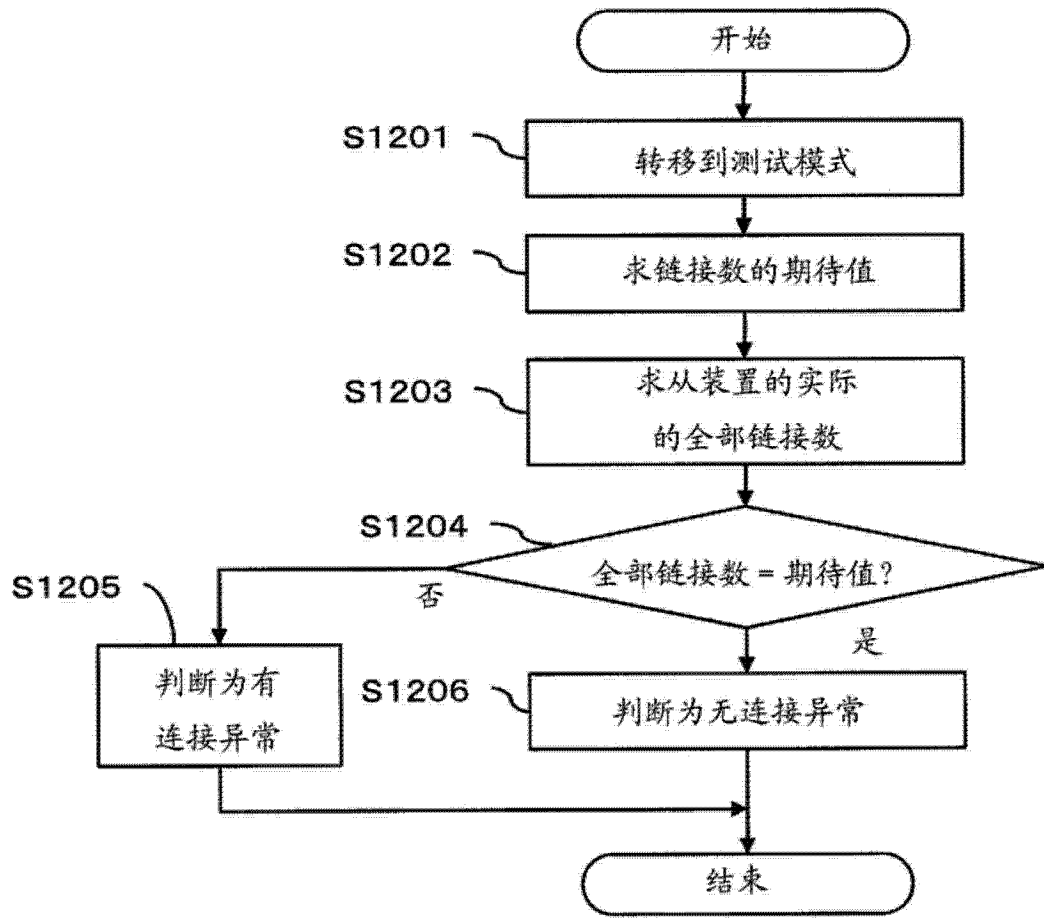 开始
S1201
转移到测试模式
S1202
求链接数的期待值
S1203
求从装置的实际
的全部链接数
S1204
全部链接数=期待值?
否
是
S1205
判断为有
连接异常
S1206
判断为无连接异常
结束